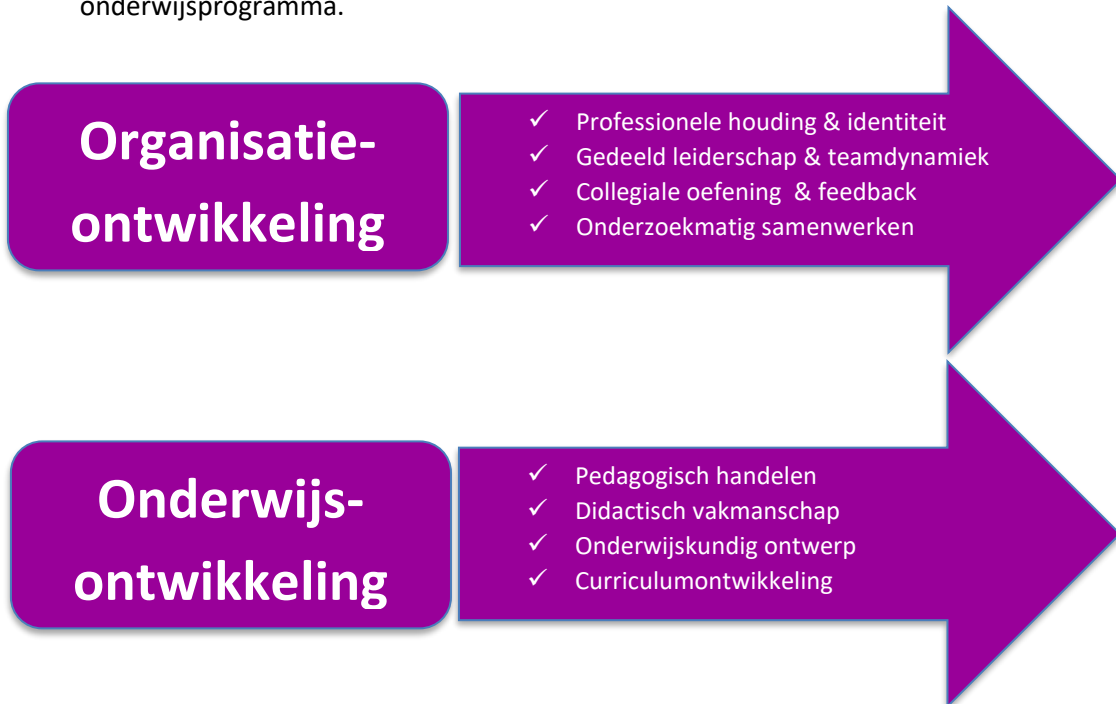 onderwijsprogramma.
Organisatie-
ontwikkeling
✓ Professionele houding & identiteit
✓ Gedeeld leiderschap & teamdynamiek
✓ Collegiale oefening & feedback
✓ Onderzoekmatig samenwerken
Onderwijs-
ontwikkeling
✓ Pedagogisch handelen
✓ Didactisch vakmanschap
✓ Onderwijskundig ontwerp
✓ Curriculumontwikkeling